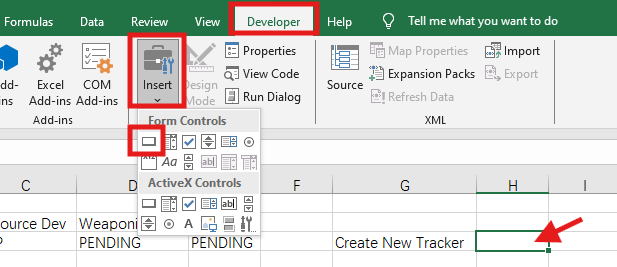 Formulas Data Review View Developer Help Tell me what you want to do
Properties Map Properties Import
Excel COM Insert Design View Code Source Expansion Packs Export
ins Add-ins Add-ins Mode Run Dialog Refresh Data
Add-ins XML
Form Controls
Aa
ActiveX Controls
A
C D F G H I
ource Dev Weaponi
P PENDING PENDING Create New Tracker